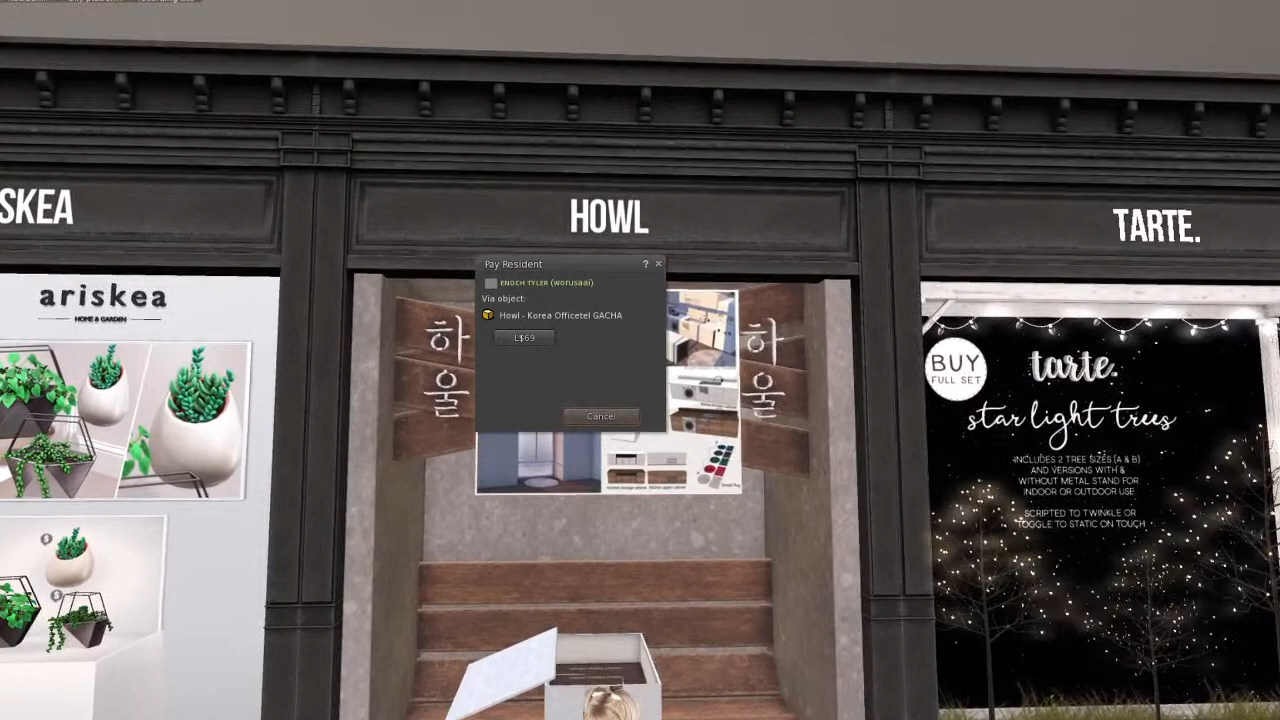 SKEA
HOWL
TARTE.
ariskea
HOME & GARDEN
Pay Resident
? ×
ENOCH TYLER (worusaai)
Via object:
Howl - Korea Officetel GACHA
L$69
Cancel
하울
하울
BUY
FULL SET
tarte.
star light trees
INCLUDES 2 TREE SIZES (A & B)
AND VERSIONS WITH &
WITHOUT METAL STAND FOR
INDOOR OR OUTDOOR USE
SCRIPTED TO TWINKLE OR
TOGGLE TO STATIC ON TOUCH